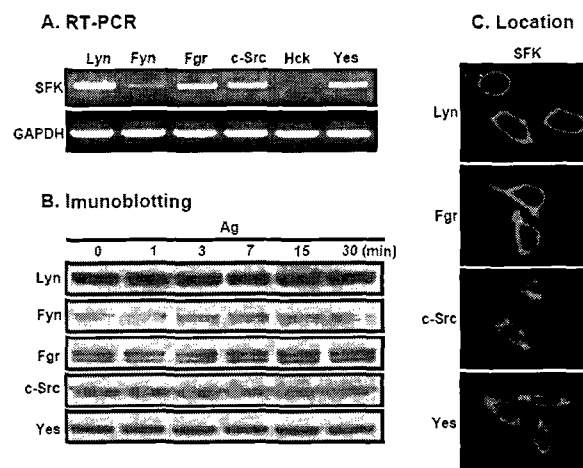 A. RT-PCR
Lyn Fyn Fgr c-Src Hck Yes
SFK
GAPDH
B. Imunoblotting
Ag
0 1 3 7 15 30 (min)
Lyn
Fyn
Fgr
c-Src
Yes
C. Location
SFK
Lyn
Fgr
c-Src
Yes